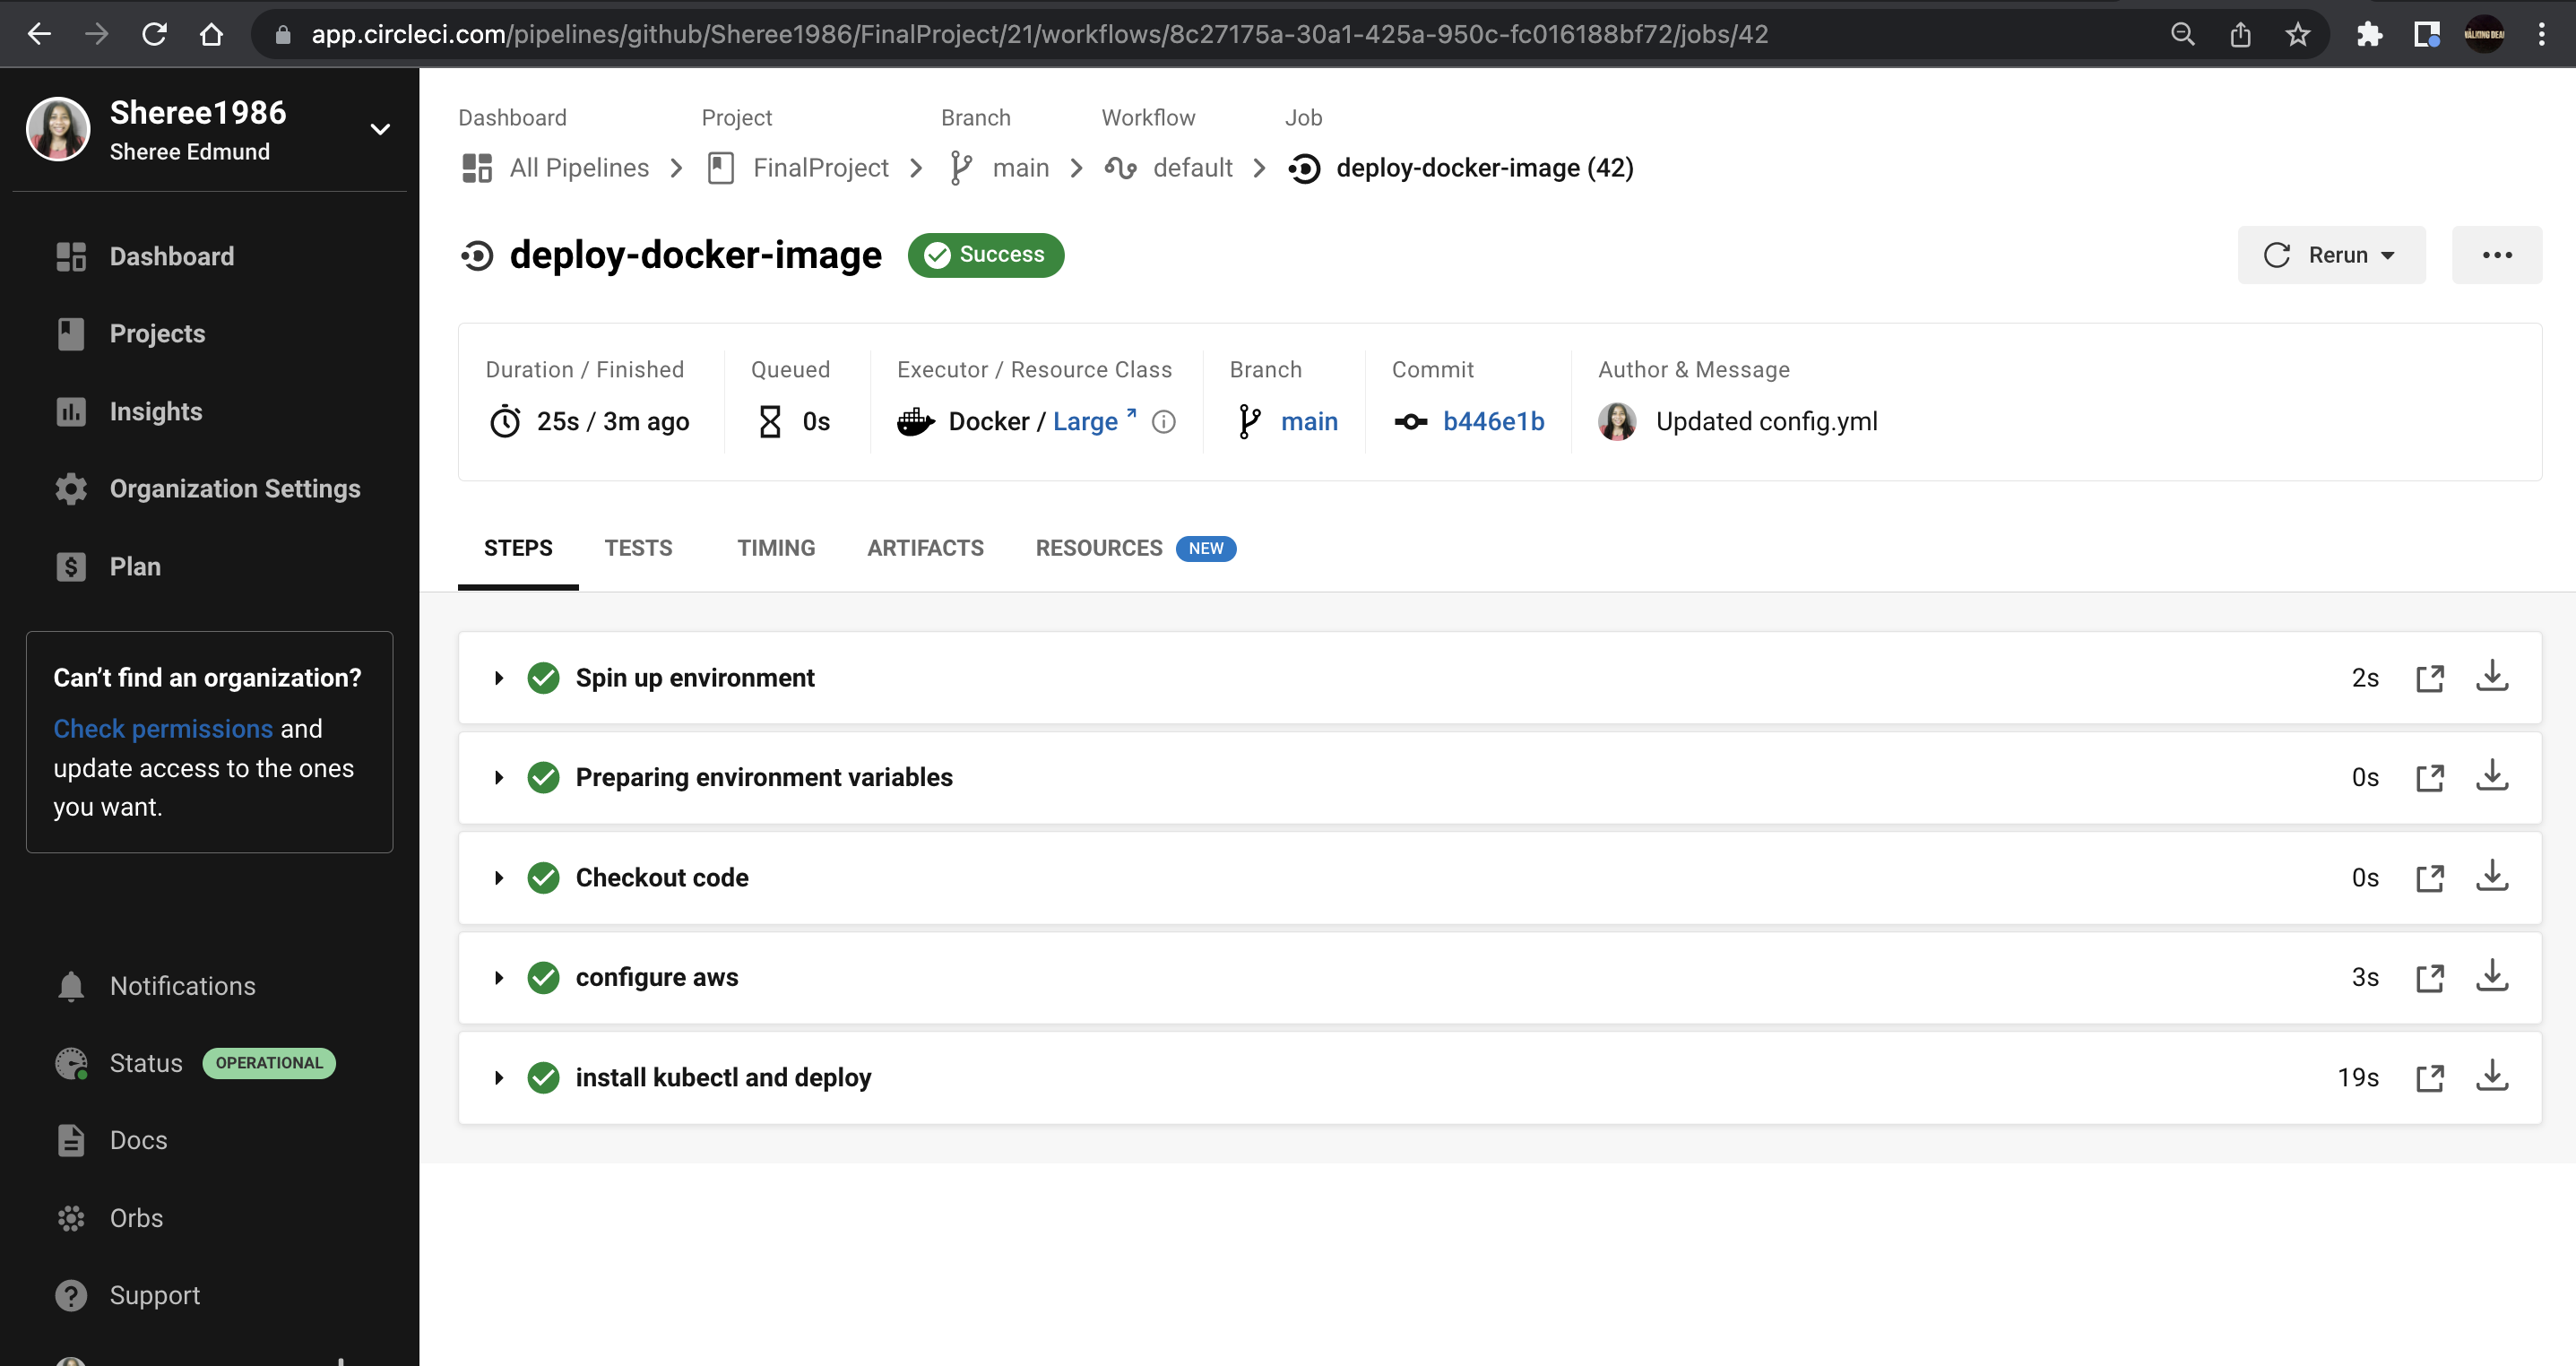 app.circleci.com/pipelines/github/Sheree1986/FinalProject/21/workflows/8c27175a-30a1-425a-950c-fc016188bf72/jobs/42
Sheree1986
Sheree Edmund
Dashboard
Projects
Insights
Organization Settings
Plan
Can’t find an organization?
Check permissions and
update access to the ones
you want.
Notifications
Status OPERATIONAL
Docs
Orbs
Support
Dashboard Project Branch Workflow Job
All Pipelines FinalProject main default deploy-docker-image (42)
deploy-docker-image Success Rerun
Duration / Finished Queued Executor / Resource Class Branch Commit Author & Message
25s / 3m ago 0s Docker / Large main b446e1b Updated config.yml
STEPS TESTS TIMING ARTIFACTS RESOURCES NEW
Spin up environment 2s
Preparing environment variables 0s
Checkout code 0s
configure aws 3s
install kubectl and deploy 19s